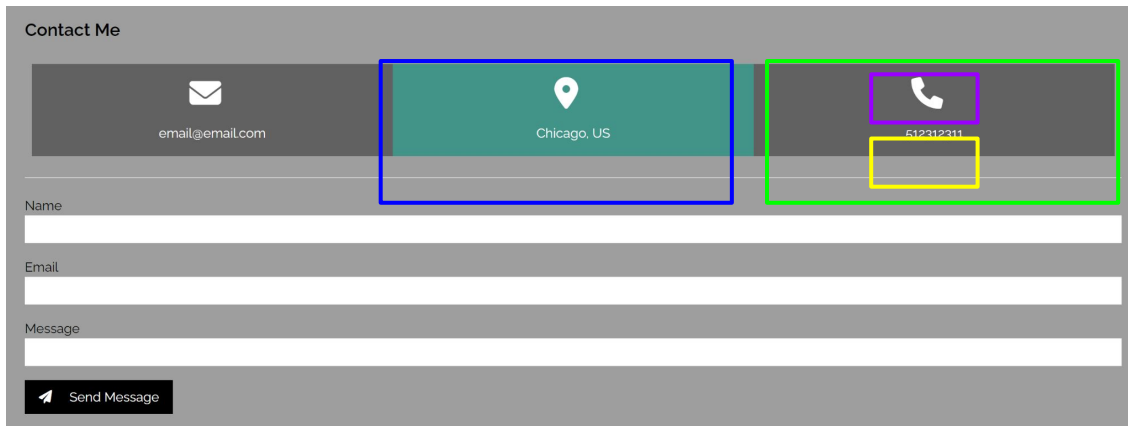 Contact Me
email@email.com
Chicago, US
512312311
Name
Email
Message
Send Message